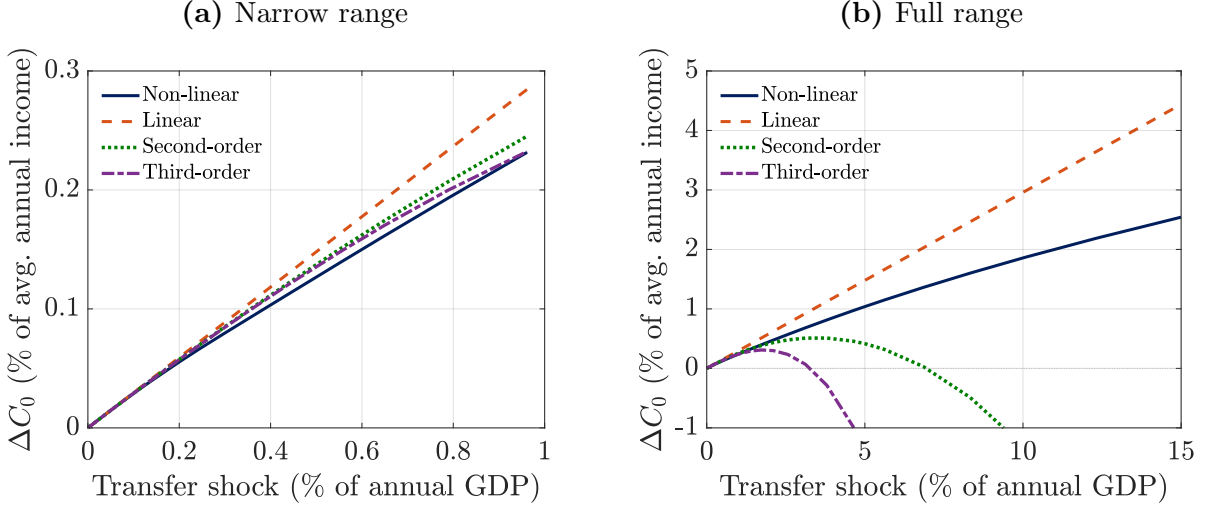 (a) Narrow range
ΔC₀ (% of avg. annual income)
0.3
0.2
0.1
0
Non-linear
Linear
Second-order
Third-order
0 0.2 0.4 0.6 0.8 1
Transfer shock (% of annual GDP)
(b) Full range
ΔC₀ (% of avg. annual income)
5
4
3
2
1
0
-1
Non-linear
Linear
Second-order
Third-order
0 5 10 15
Transfer shock (% of annual GDP)